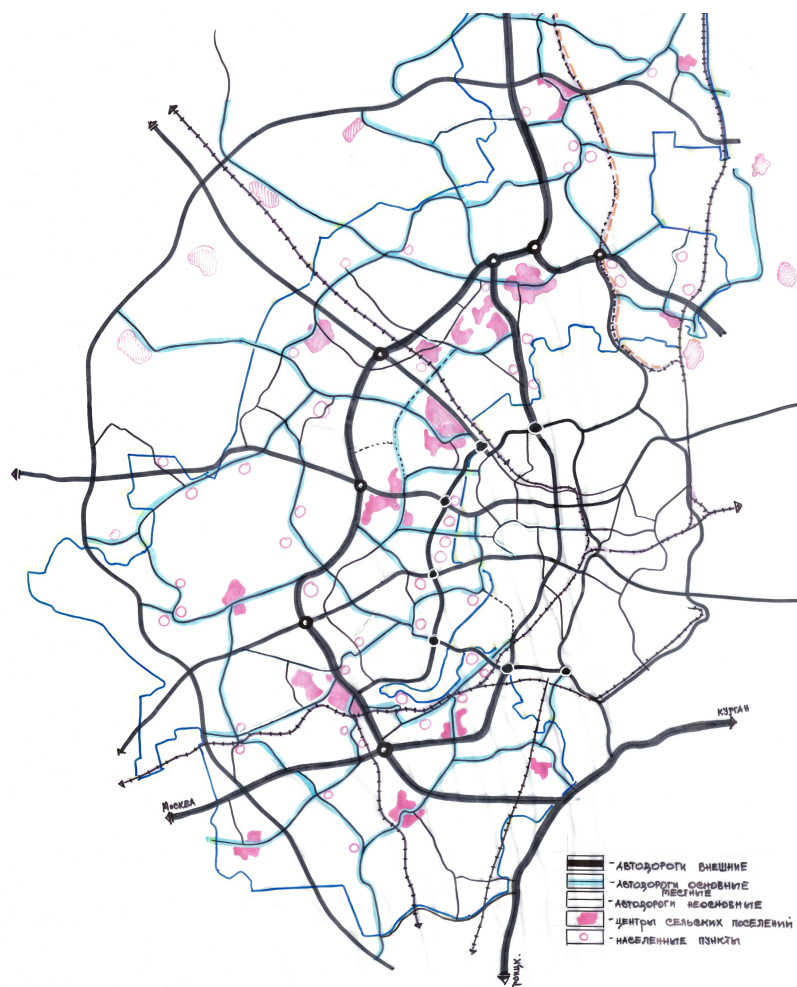 КУРГАН
МОСКВА
- АВТОДОРОГИ ВНЕШНИЕ
- АВТОДОРОГИ ОСНОВНЫЕ
МЕСТНЫЕ
- АВТОДОРОГИ НЕОСНОВНЫЕ
- ЦЕНТРЫ СЕЛЬСКИХ ПОСЕЛЕНИЙ
- НАСЕЛЕННЫЕ ПУНКТЫ